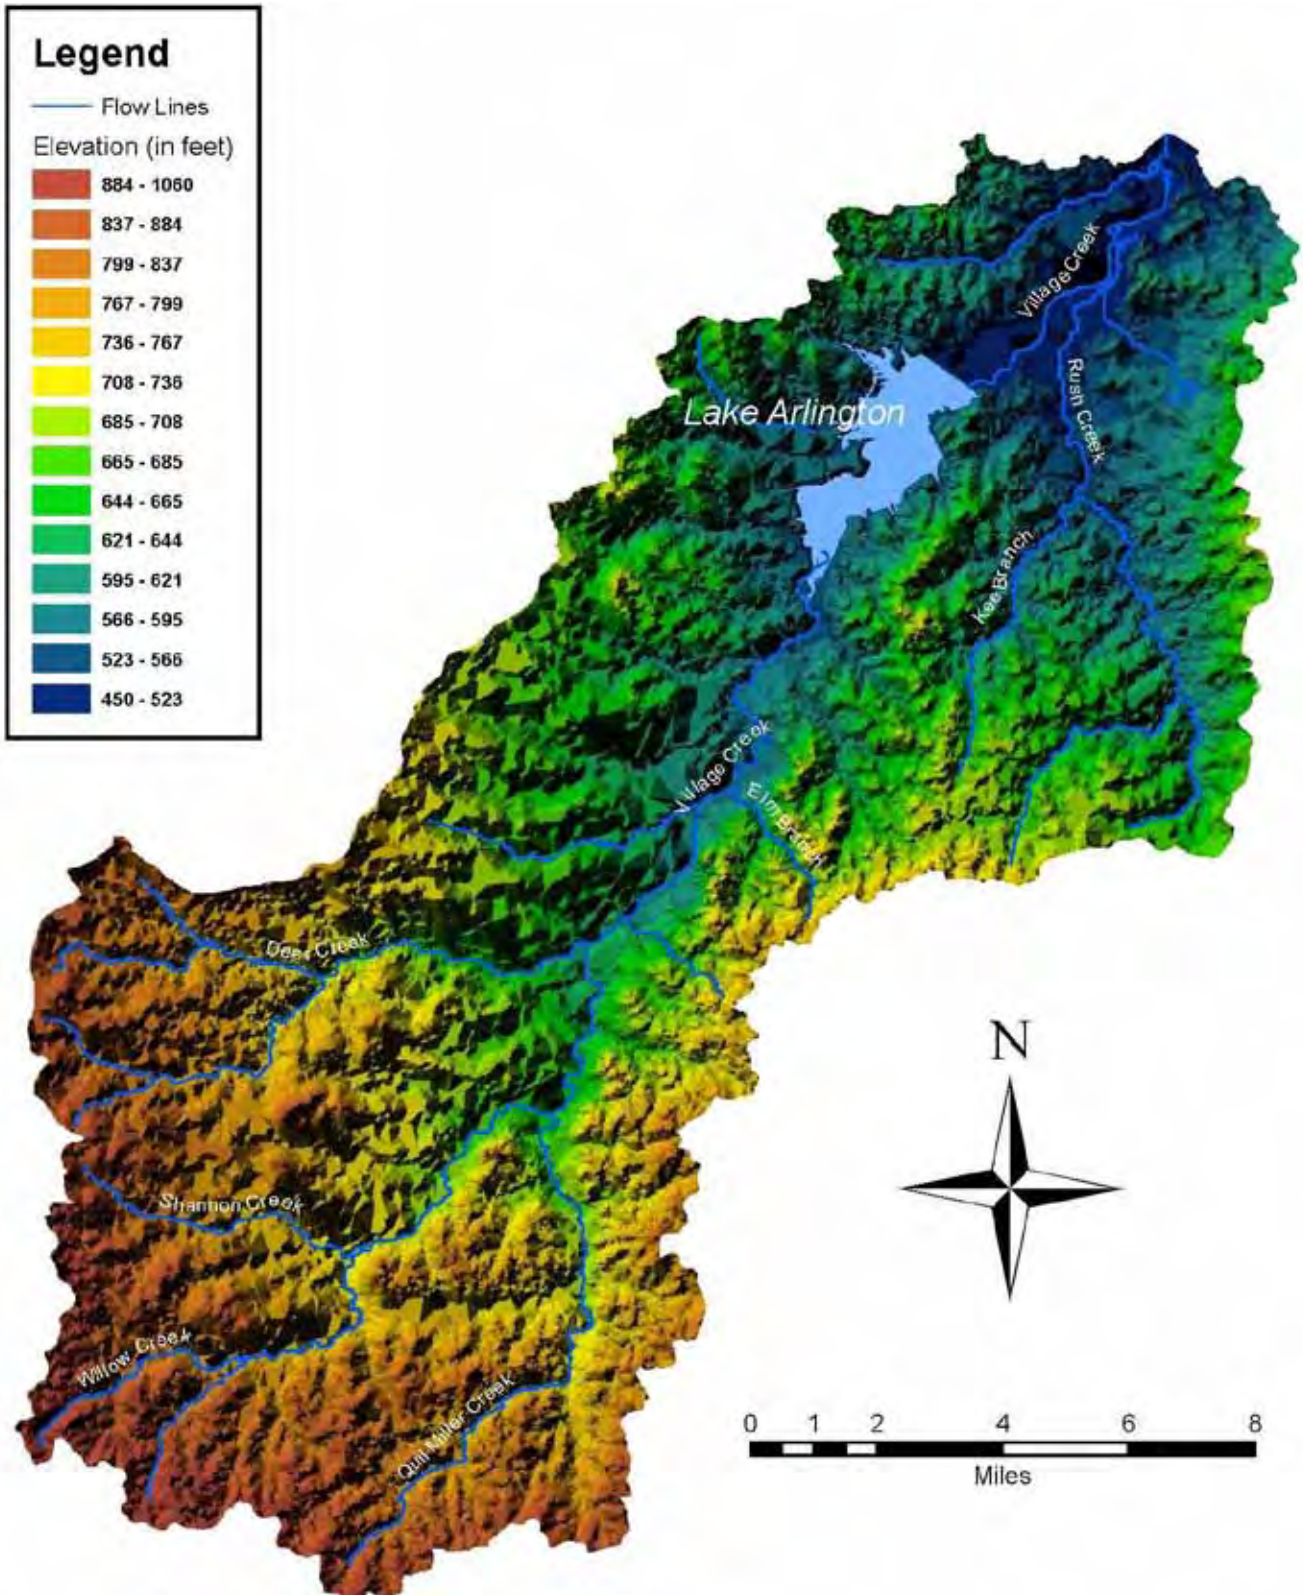 Legend
Flow Lines
Elevation (in feet)
884 - 1060
837 - 884
799 - 837
767 - 799
736 - 767
708 - 736
685 - 708
665 - 685
644 - 665
621 - 644
595 - 621
566 - 595
523 - 566
450 - 523
Village Creek
Rush Creek
Lake Arlington
Kee Branch
Village Creek
Elm Branch
Deer Creek
Shannon Creek
Willow Creek
Quil Miller Creek
N
0 1 2 4 6 8
Miles